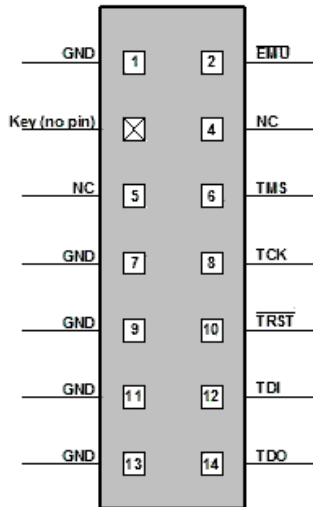 GND 1 2 EMU
Key (no pin) 4 NC
NC 5 6 TMS
GND 7 8 TCK
GND 9 10 TRST
GND 11 12 TDI
GND 13 14 TDO